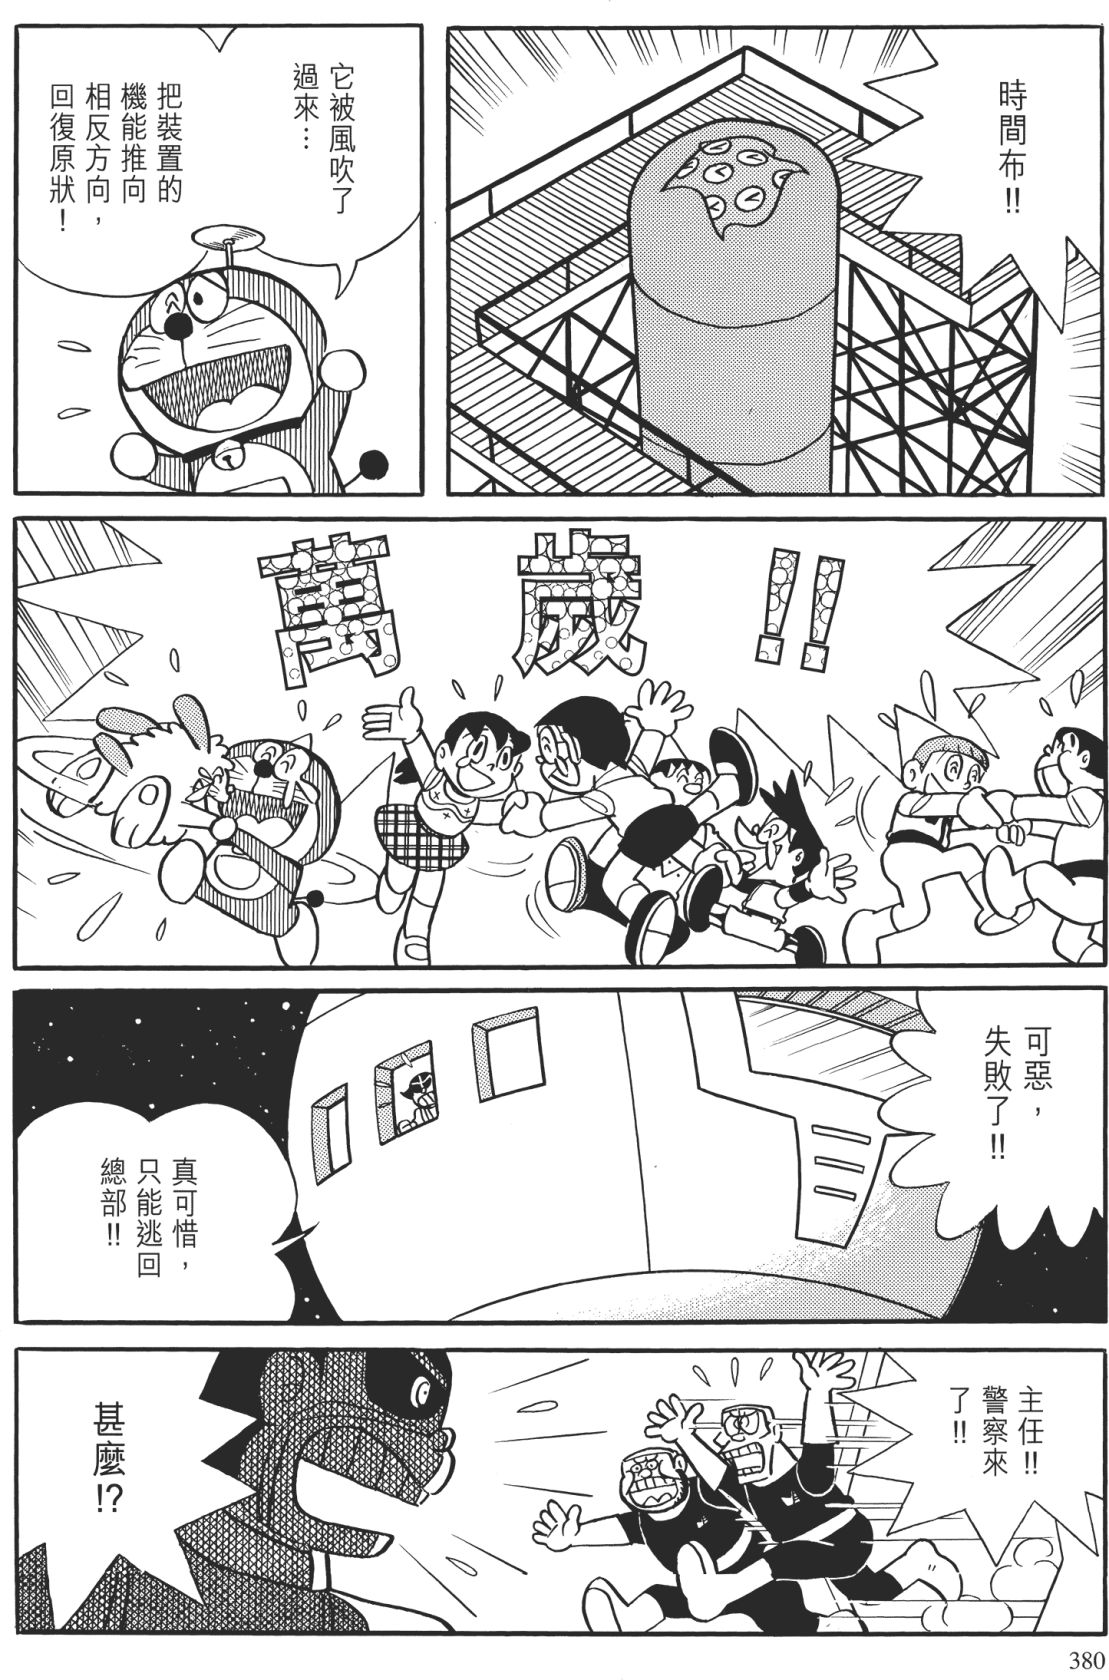 時間布!!
它被風吹了
過來…
把裝置的
機能推向
相反方向，
回復原狀！
萬歲!!
可惡，
失敗了!!
真可惜，
只能逃回
總部!!
主任!!
警察來
了!!
甚麼!?
380